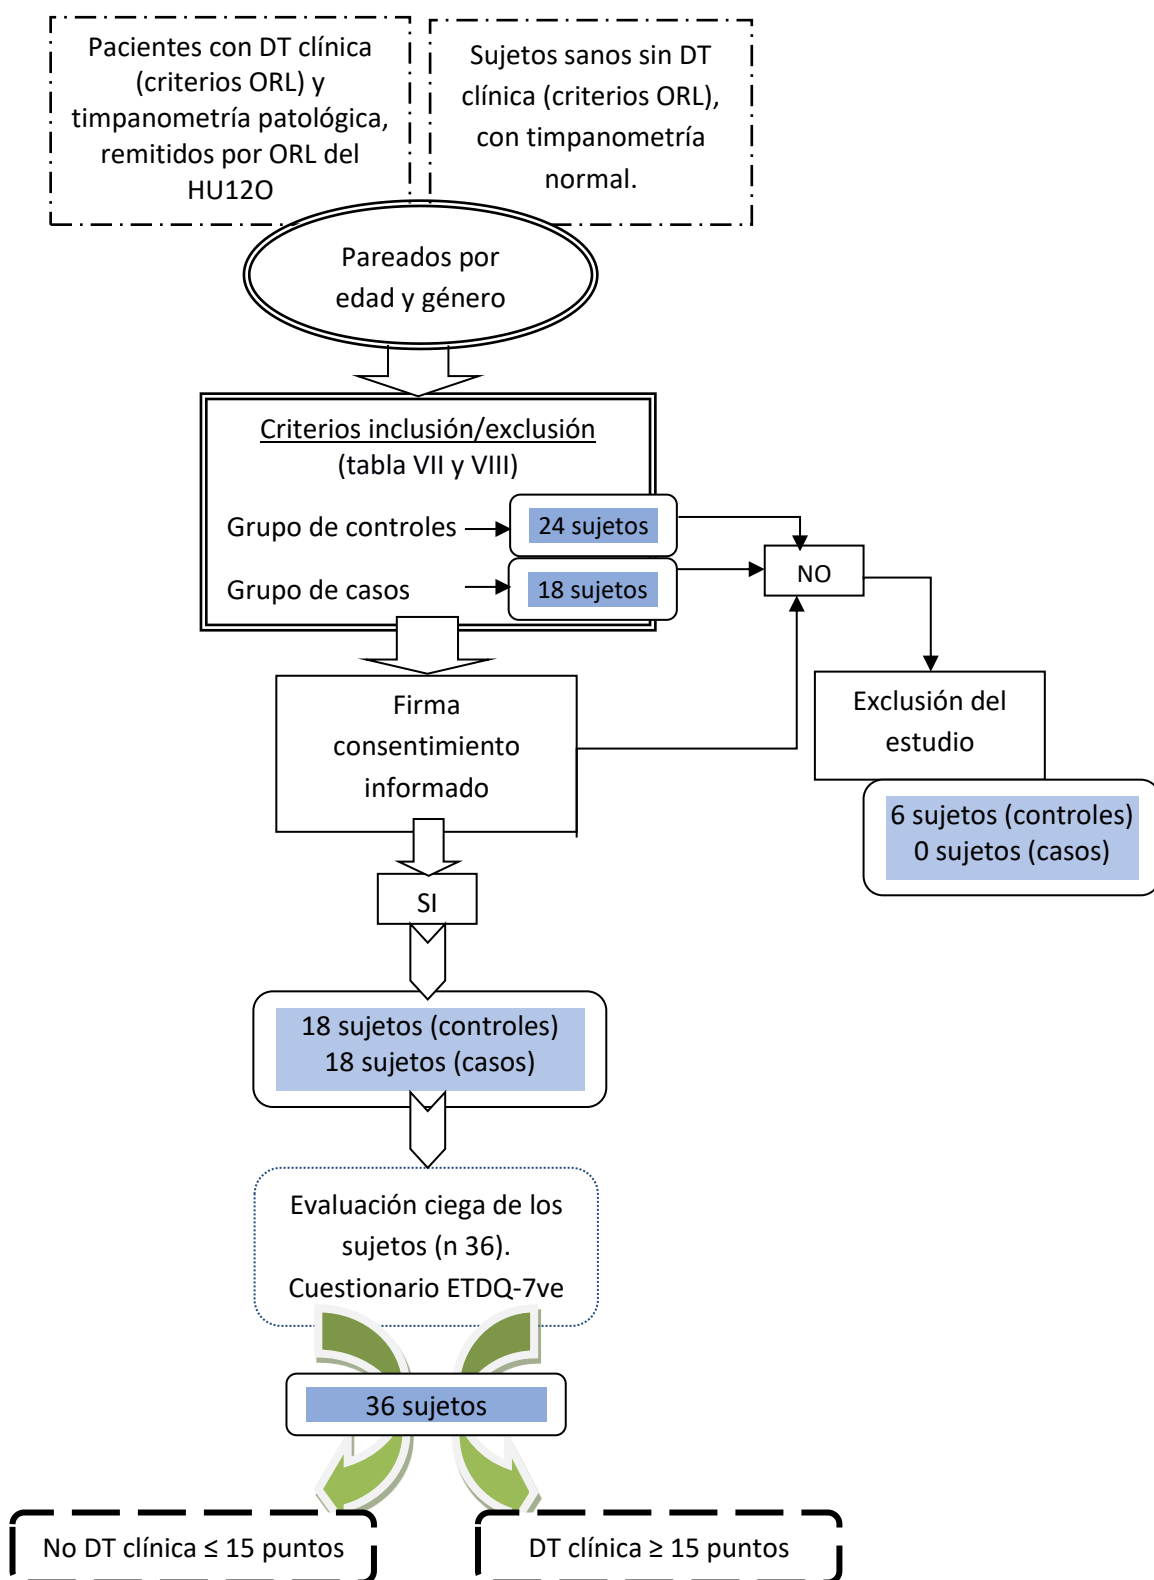 Pacientes con DT clínica
(criterios ORL) y
timpanometría patológica,
remitidos por ORL del
HU12O
Sujetos sanos sin DT
clínica (criterios ORL),
con timpanometría
normal.
Pareados por
edad y género
Criterios inclusión/exclusión
(tabla VII y VIII)
Grupo de controles
24 sujetos
Grupo de casos
18 sujetos
NO
Firma
consentimiento
informado
Exclusión del
estudio
6 sujetos (controles)
0 sujetos (casos)
SI
18 sujetos (controles)
18 sujetos (casos)
Evaluación ciega de los
sujetos (n 36).
Cuestionario ETDQ-7ve
36 sujetos
No DT clínica ≤ 15 puntos
DT clínica ≥ 15 puntos